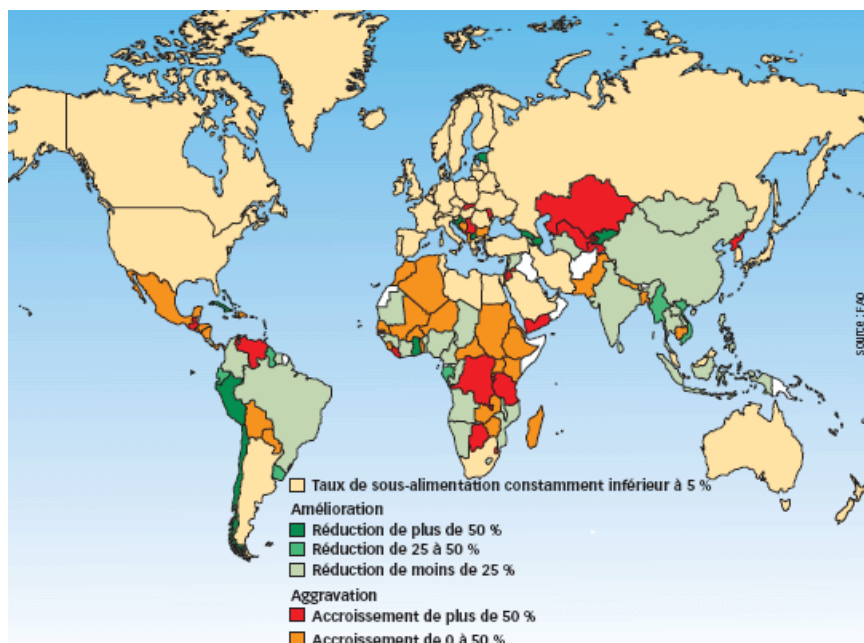 source : FAO
Taux de sous-alimentation constamment inférieur à 5 %
Amélioration
Réduction de plus de 50 %
Réduction de 25 à 50 %
Réduction de moins de 25 %
Aggravation
Accroissement de plus de 50 %
Accroissement de 0 à 50 %